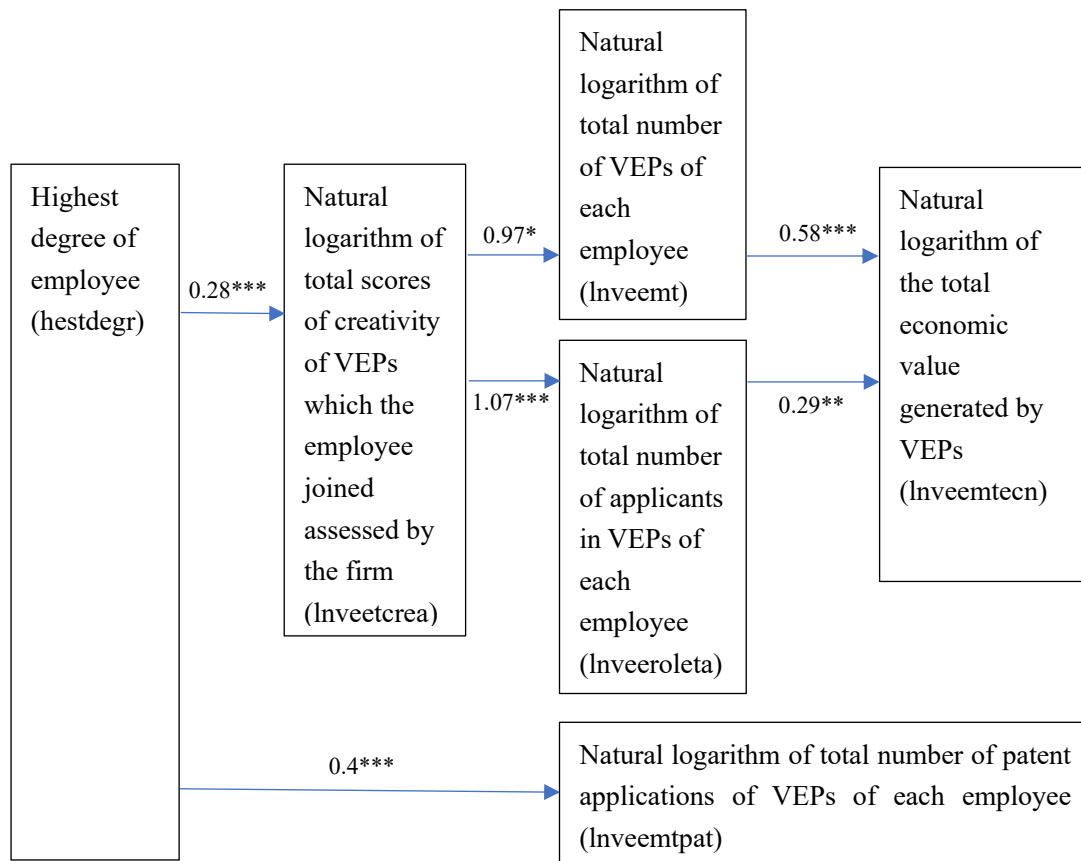 Highest
degree of
employee
(hestdegr)
0.28***
Natural
logarithm of
total scores
of creativity
of VEPs
which the
employee
joined
assessed by
the firm
(lnveetcrea)
0.97*
1.07***
Natural
logarithm of
total number
of VEPs of
each
employee
(lnveemt)
Natural
logarithm of
total number
of applicants
in VEPs of
each
employee
(lnveeroleta)
0.58***
0.29**
Natural
logarithm of
the total
economic
value
generated by
VEPs
(lnveemtecn)
0.4***
Natural logarithm of total number of patent
applications of VEPs of each employee
(lnveemtpat)